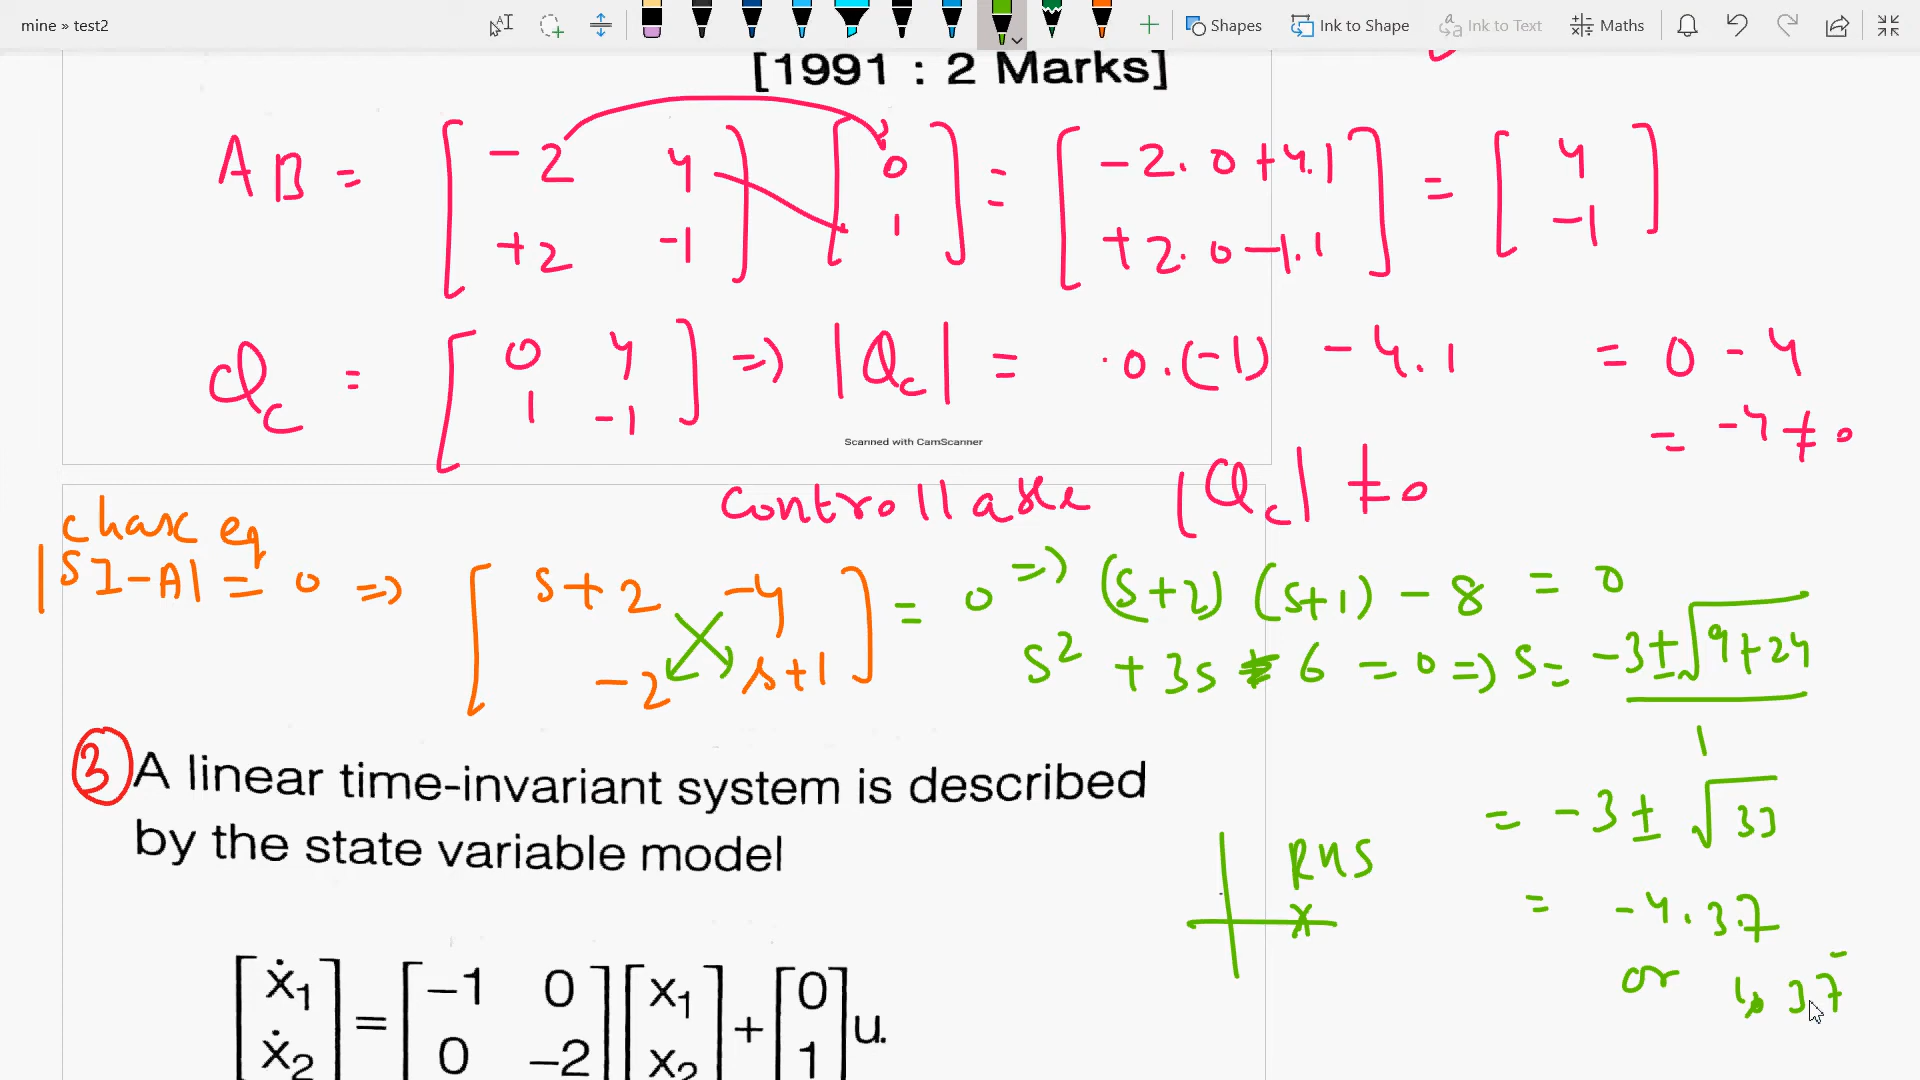 mine » test2
Shapes Ink to Shape Ink to Text Maths
[1991 : 2 Marks]
AB = [ -2 4 +2 -1 ] [ 0 1 ] = [ -2.0+4.1 +2.0-1.1 ] = [ 4 -1 ]
Qc = [ 0 4 1 -1 ] => |Qc| = 0.(-1) - 4.1 = 0 - 4
= -4 ≠ 0
Scanned with CamScanner
Controllable |Qc| ≠ 0
chax eq
|SI-A| = 0 => [ s+2 -4 -2 s+1 ] = 0 => (s+2) (s+1) - 8 = 0
s² + 3s - 6 = 0 => s = -3 ± √9+24
1
= -3 ± √33
= -4.37
or 1.37
RHS
x
3 A linear time-invariant system is described
by the state variable model
[ẋ1 ẋ2] = [-1 0 0 -2] [x1 x2] + [0 1] u.